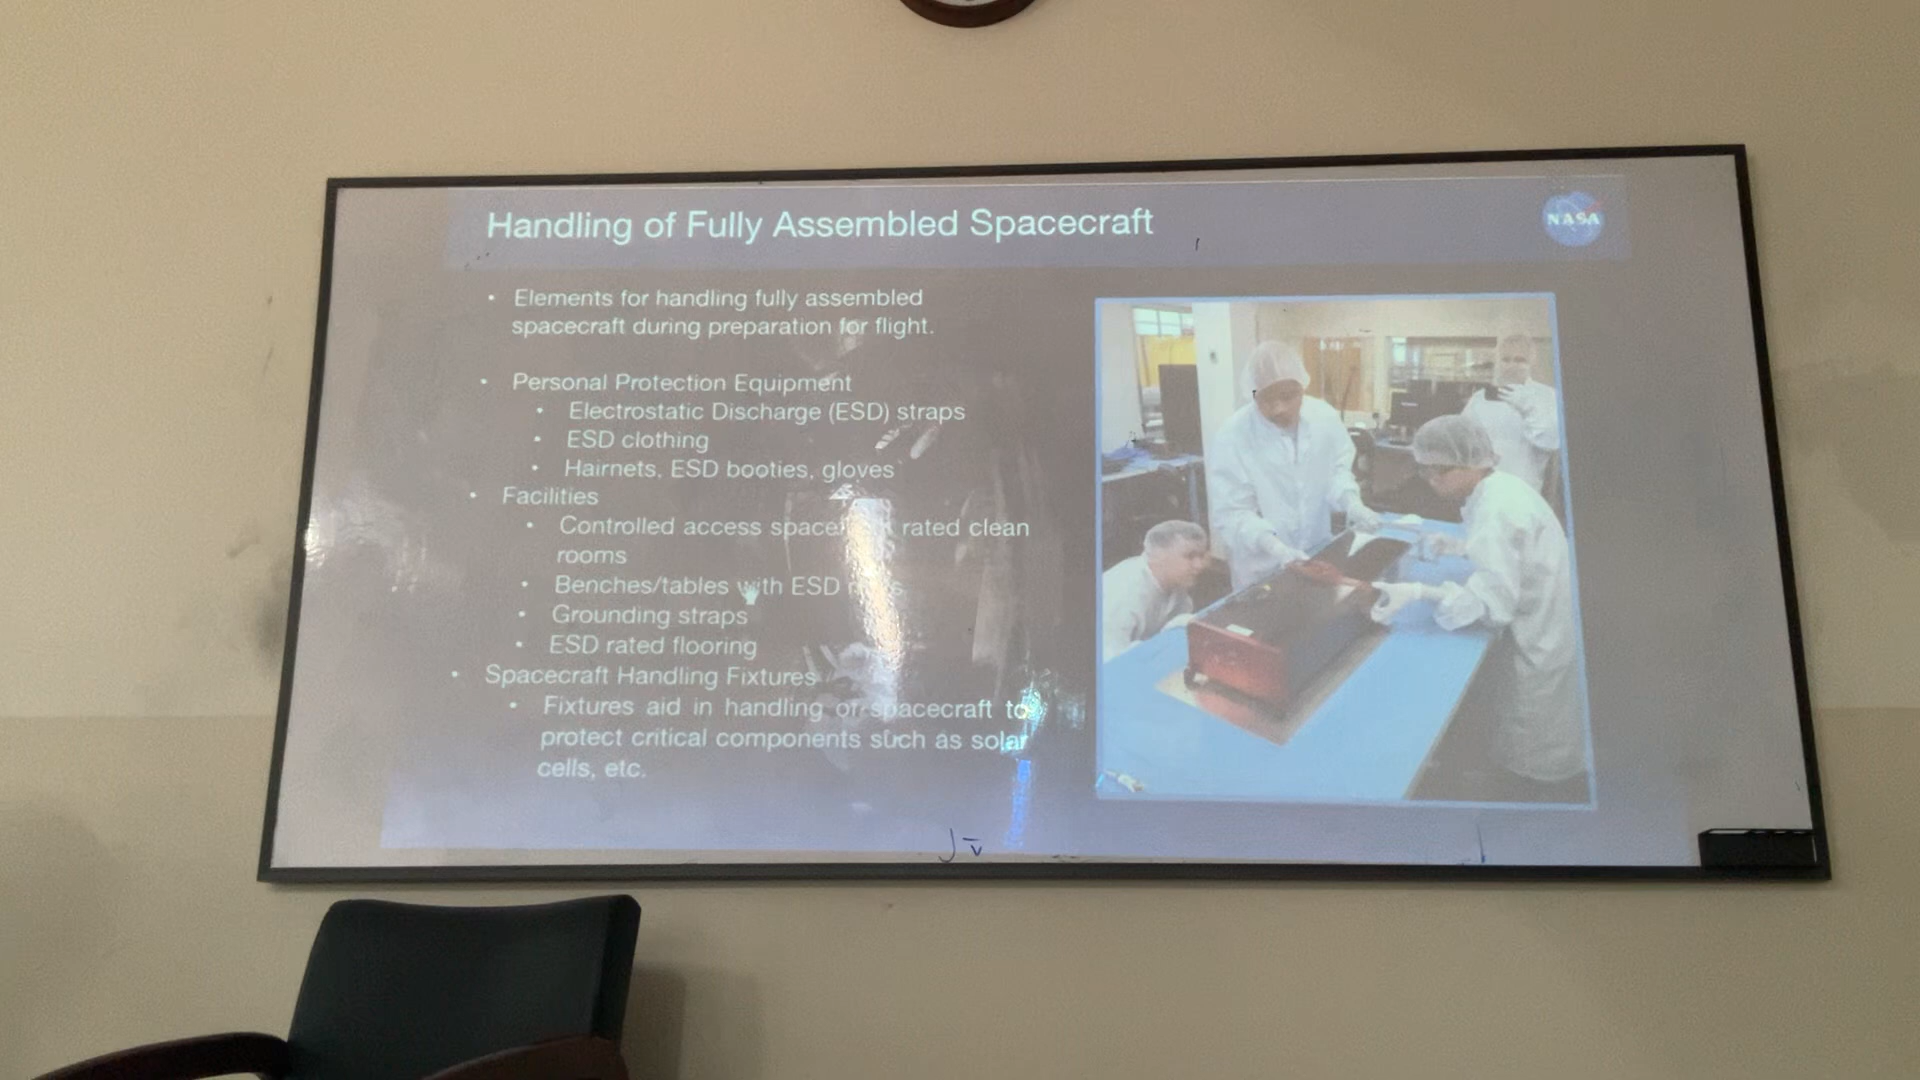 Handling of Fully Assembled Spacecraft
NASA
• Elements for handling fully assembled
spacecraft during preparation for flight.
• Personal Protection Equipment
• Electrostatic Discharge (ESD) straps
• ESD clothing
• Hairnets, ESD booties, gloves
• Facilities
• Controlled access space rated clean
rooms
• Benches/tables with ESD
• Grounding straps
• ESD rated flooring
• Spacecraft Handling Fixtures
• Fixtures aid in handling of spacecraft to
protect critical components such as solar
cells, etc.